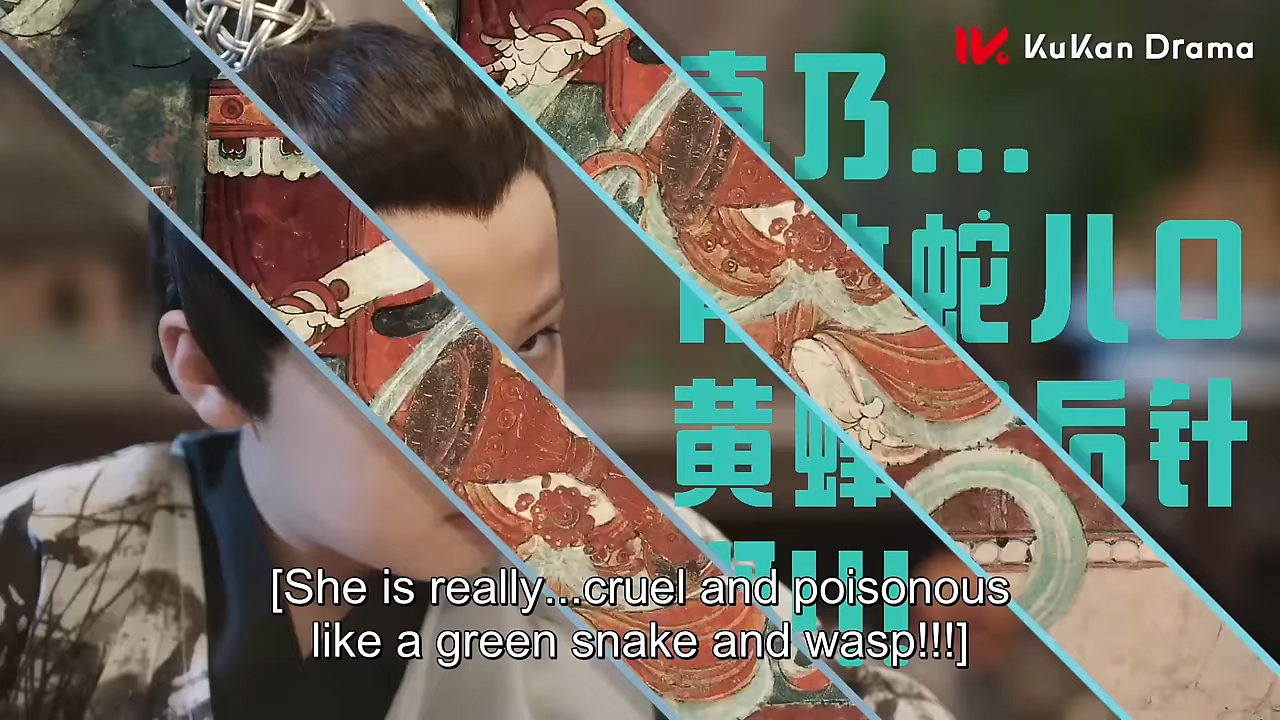 KuKan Drama
真乃...
蛇儿口
黄蜂
后针
!!!
[She is really...cruel and poisonous
like a green snake and wasp!!!]